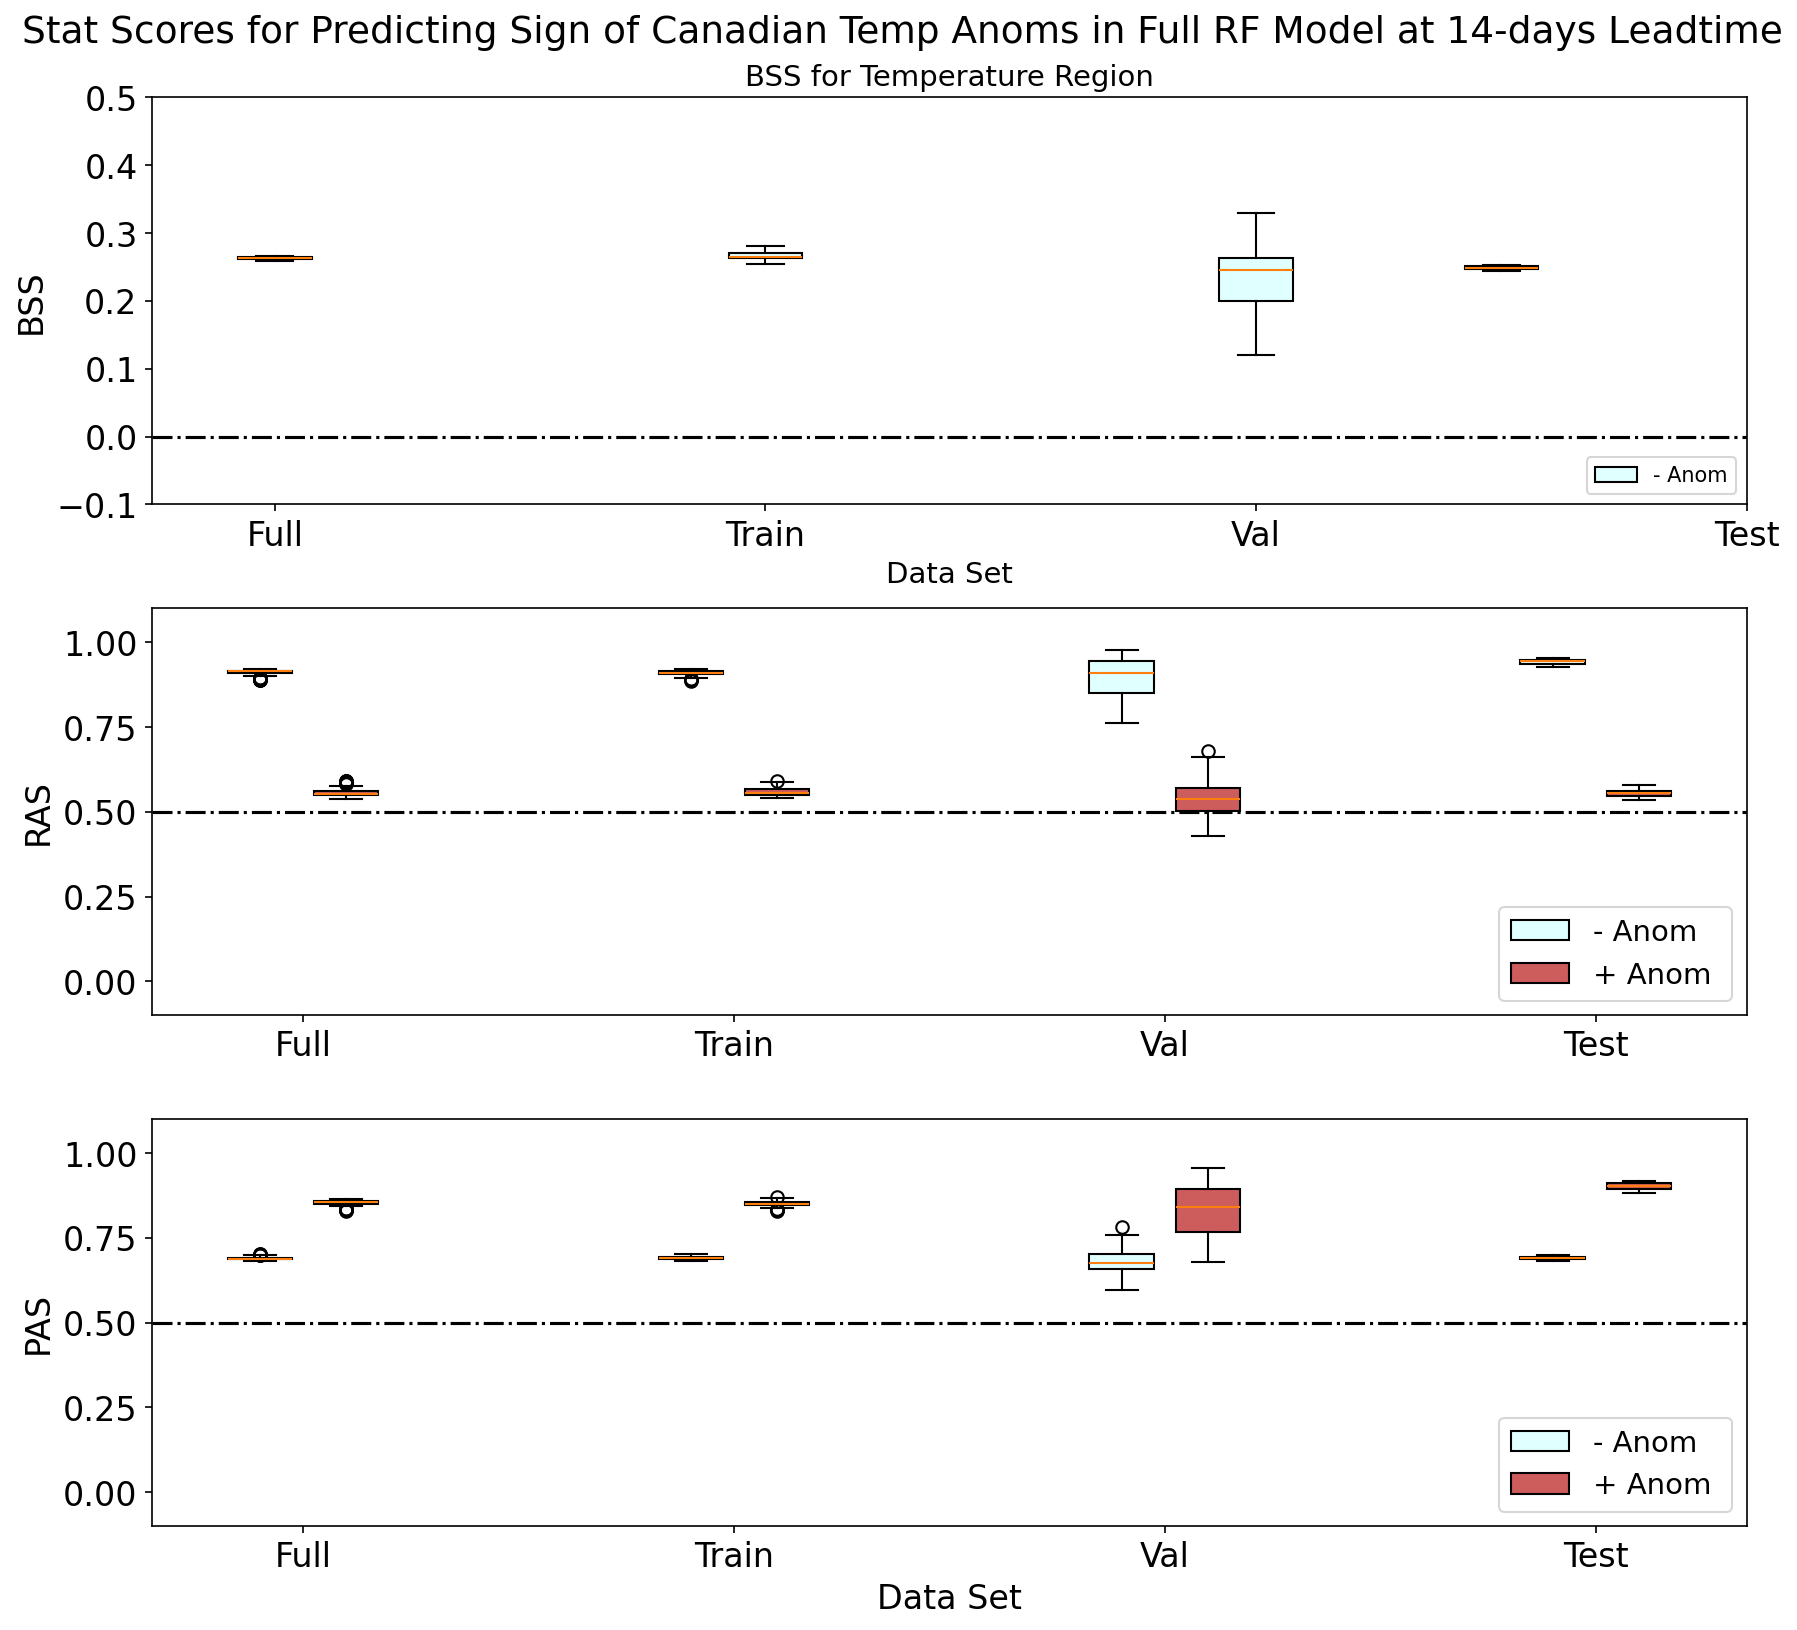 Stat Scores for Predicting Sign of Canadian Temp Anoms in Full RF Model at 14-days Leadtime
BSS for Temperature Region
0.5
0.4
0.3
0.2
0.1
0.0
−0.1
BSS
- Anom
Full Train Val Test
Data Set
1.00
0.75
0.50
0.25
0.00
RAS
- Anom
+ Anom
Full Train Val Test
1.00
0.75
0.50
0.25
0.00
PAS
- Anom
+ Anom
Full Train Val Test
Data Set